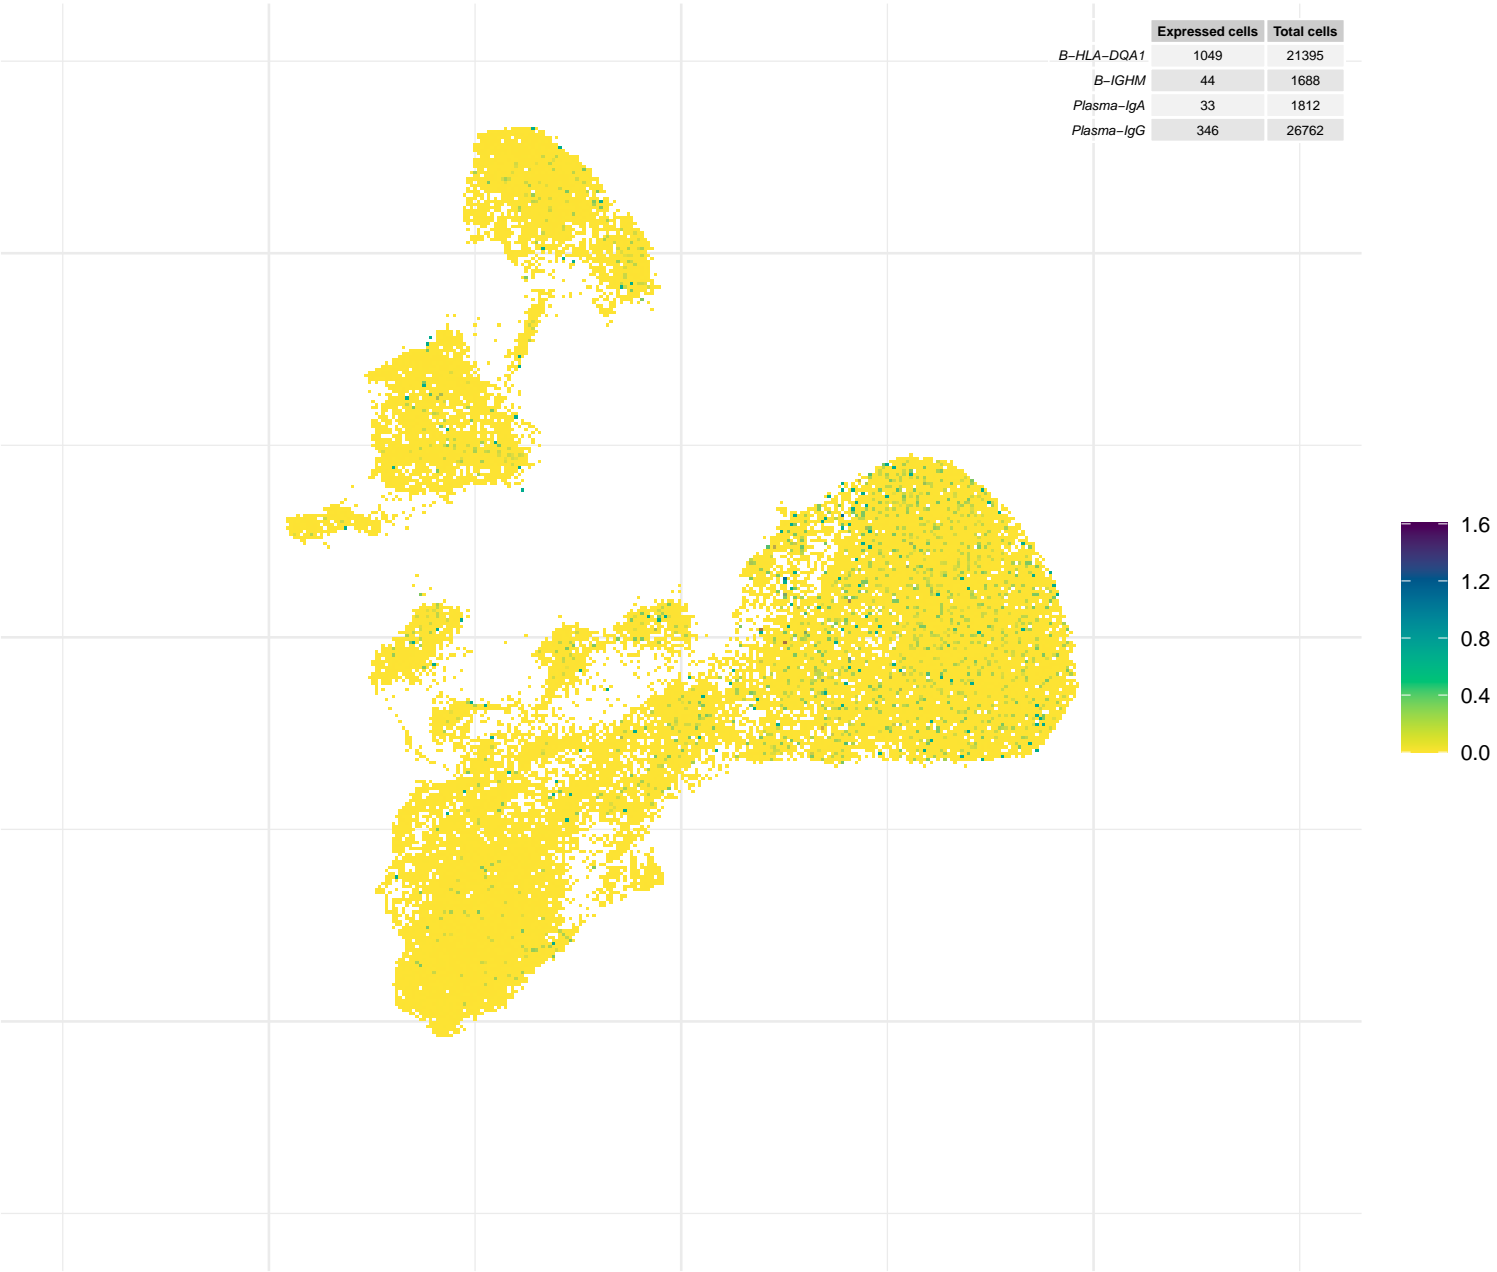 Expressed cells Total cells
B−HLA−DQA1 1049 21395
B−IGHM 44 1688
Plasma−IgA 33 1812
Plasma−IgG 346 26762
1.6
1.2
0.8
0.4
0.0